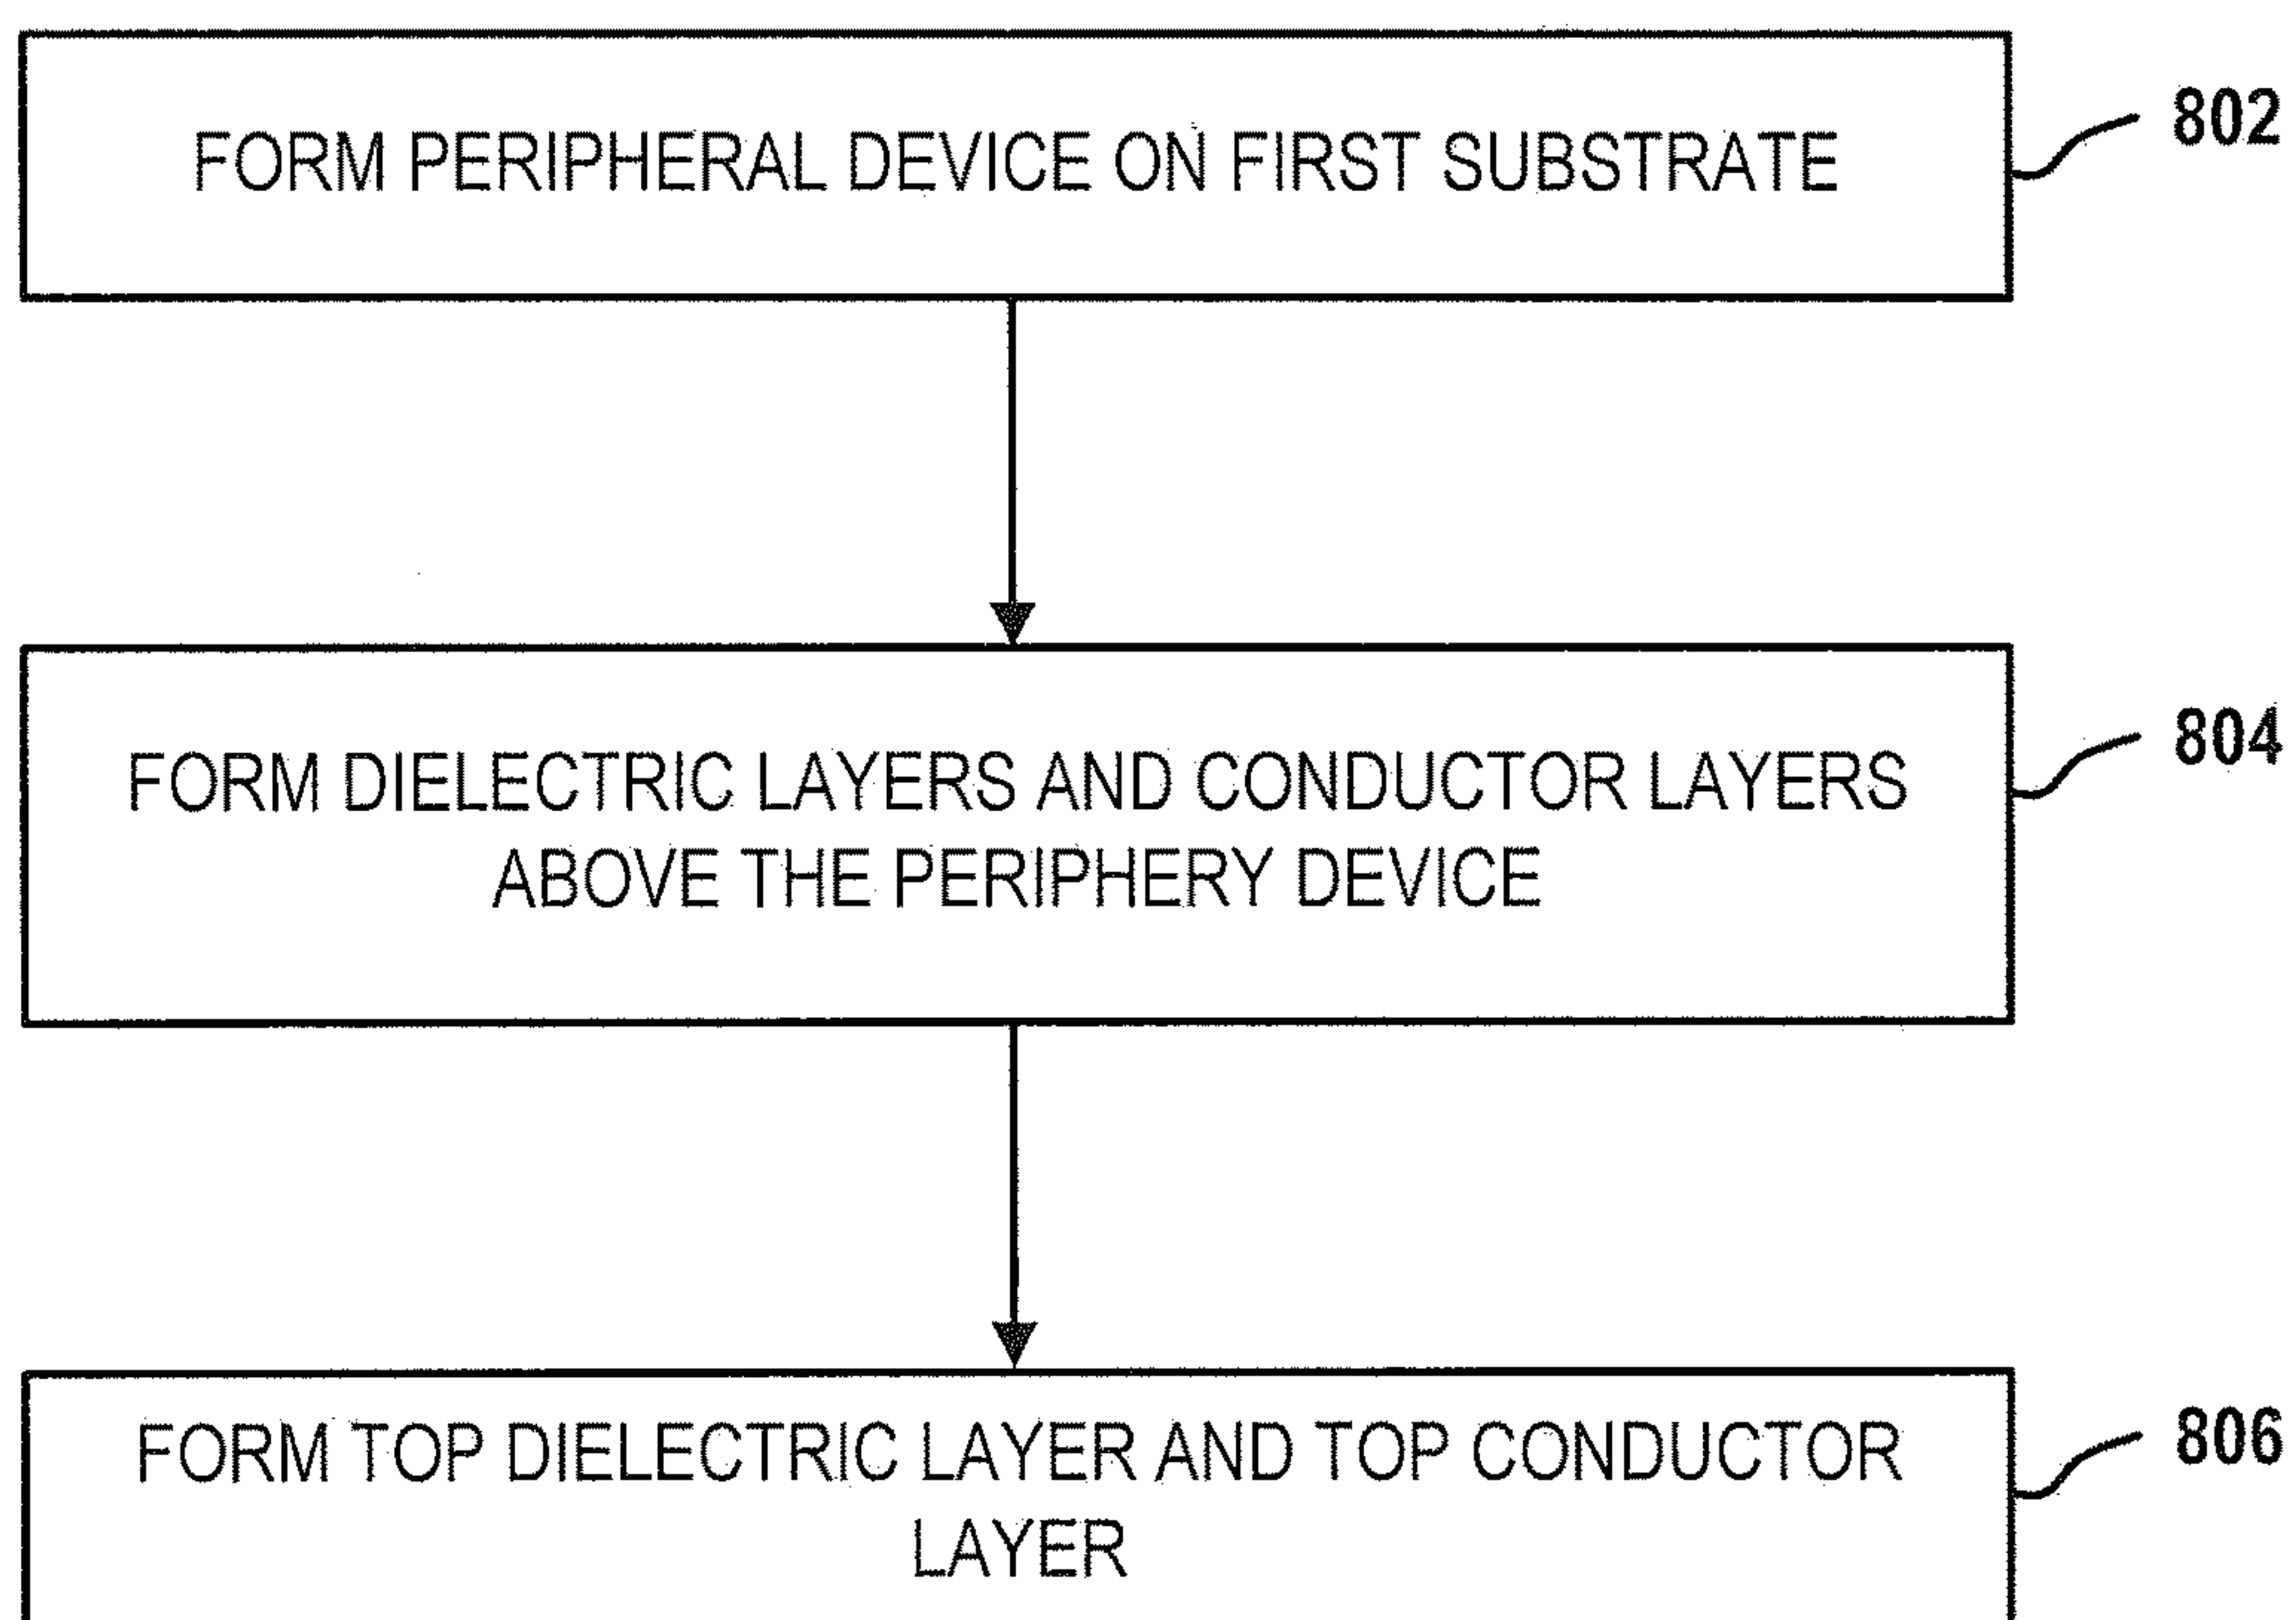 FORM PERIPHERAL DEVICE ON FIRST SUBSTRATE
802
FORM DIELECTRIC LAYERS AND CONDUCTOR LAYERS
ABOVE THE PERIPHERY DEVICE
804
FORM TOP DIELECTRIC LAYER AND TOP CONDUCTOR
LAYER
806